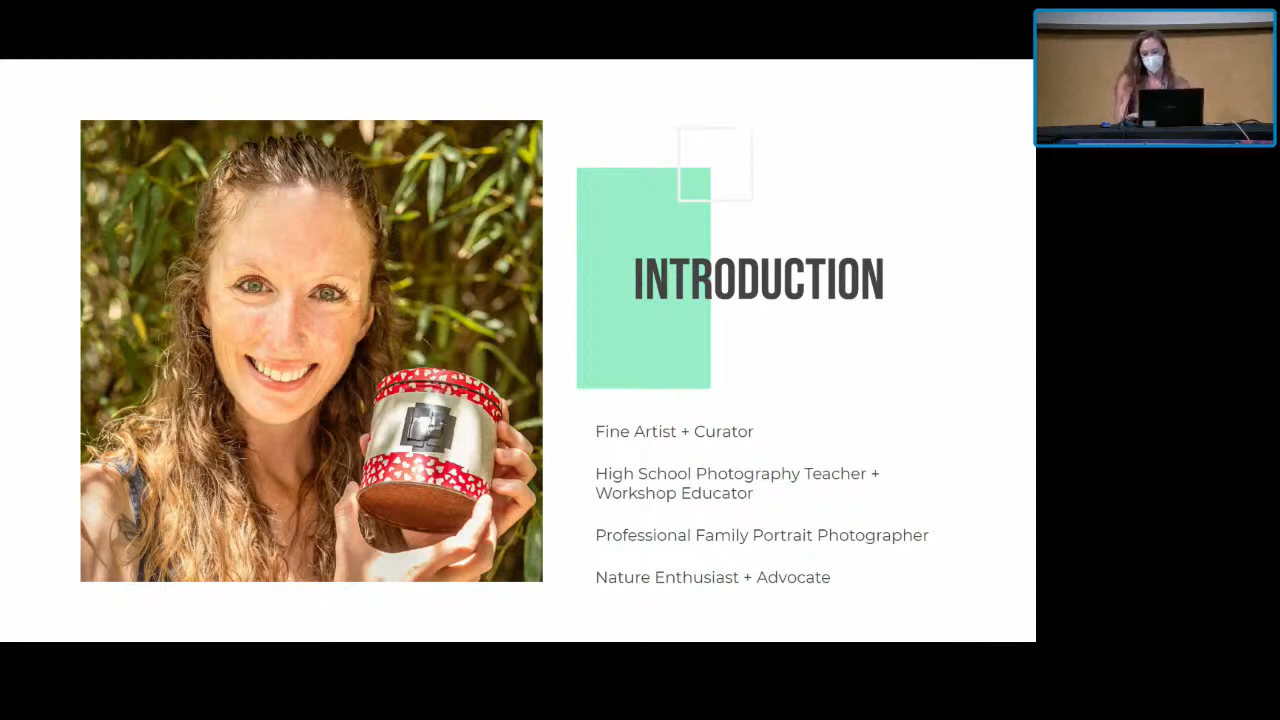 INTRODUCTION
Fine Artist + Curator
High School Photography Teacher +
Workshop Educator
Professional Family Portrait Photographer
Nature Enthusiast + Advocate